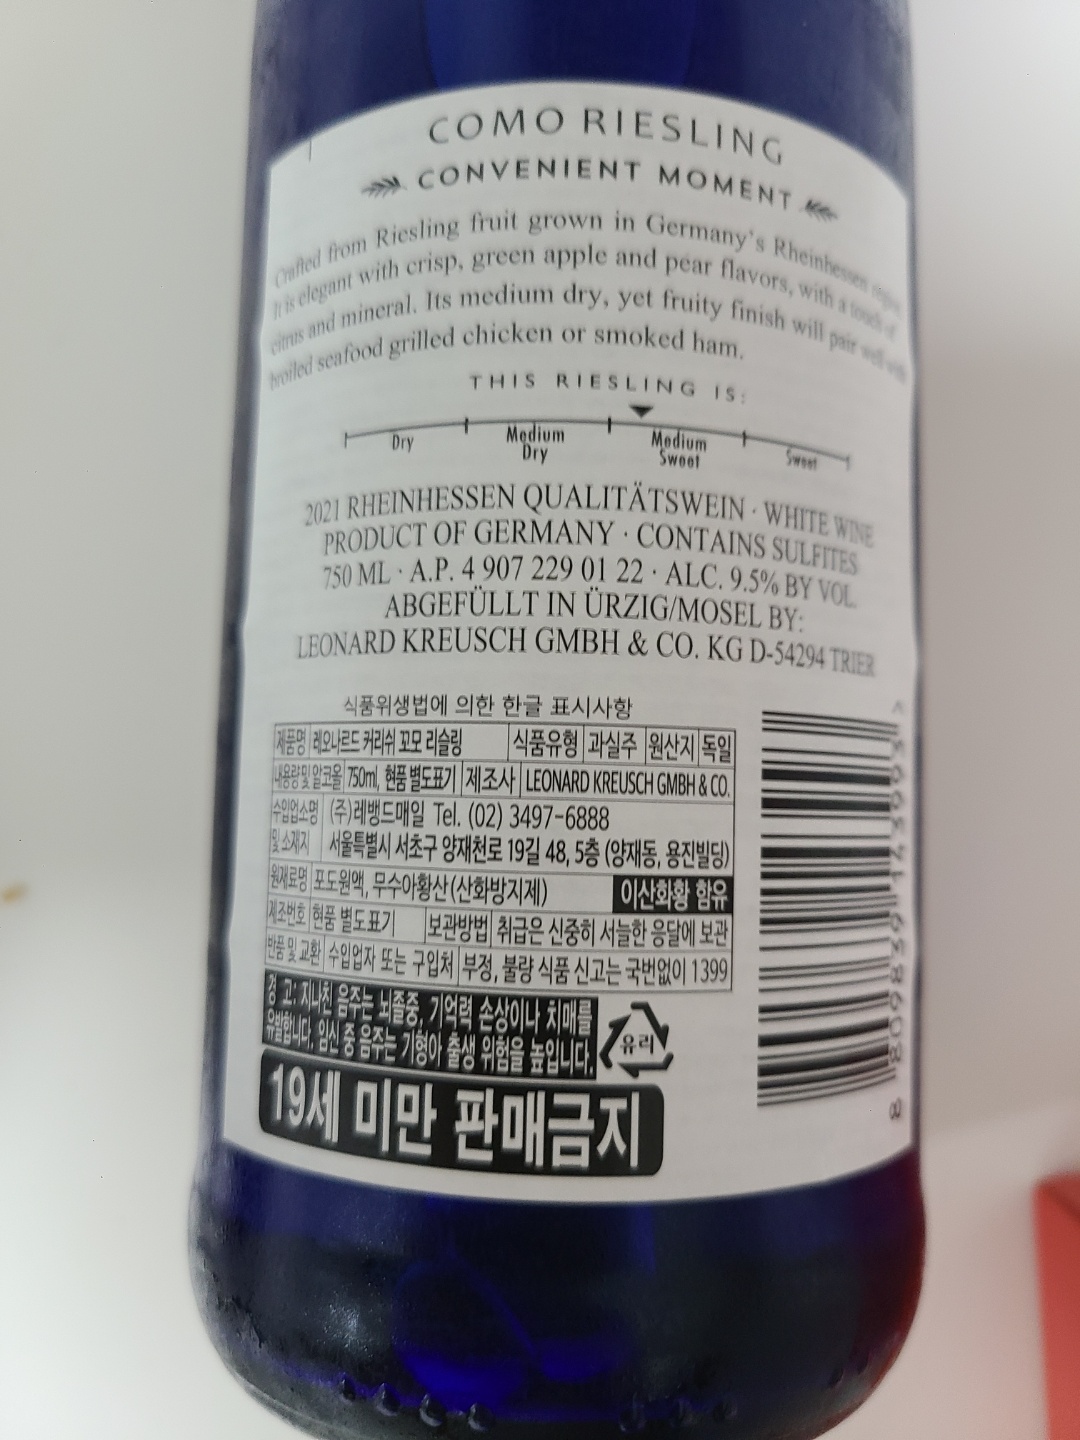 COMO RIESLING
CONVENIENT MOMENT
Crafted from Riesling fruit grown in Germany's Rheinhessen region
It is elegant with crisp, green apple and pear flavors, with a touch of
citrus and mineral. Its medium dry, yet fruity finish will pair well with
broiled seafood grilled chicken or smoked ham.
THIS RIESLING IS:
Dry Medium Dry Medium Sweet Sweet
2021 RHEINHESSEN QUALITÄTSWEIN · WHITE WINE
PRODUCT OF GERMANY · CONTAINS SULFITES
750 ML · A.P. 4 907 229 01 22 · ALC. 9.5% BY VOL.
ABGEFÜLLT IN ÜRZIG/MOSEL BY:
LEONARD KREUSCH GMBH & CO. KG D-54294 TRIER
식품위생법에 의한 한글 표시사항
제품명 레오나르드 커리쉬 꼬모 리슬링 식품유형 과실주 원산지 독일
내용량및알코올 750ml, 현품 별도표기 제조사 LEONARD KREUSCH GMBH & CO.
수입업소명 (주)레뱅드매일 Tel. (02) 3497-6888
및 소재지 서울특별시 서초구 양재천로 19길 48, 5층 (양재동, 용진빌딩)
원재료명 포도원액, 무수아황산(산화방지제) 이산화황 함유
제조번호 현품 별도표기 보관방법 취급은 신중히 서늘한 응달에 보관
반품 및 교환 수입업자 또는 구입처 부정, 불량 식품 신고는 국번없이 1399
경 고: 지나친 음주는 뇌졸중, 기억력 손상이나 치매를
유발합니다. 임신 중 음주는 기형아 출생 위험을 높입니다.
유리
19세 미만 판매금지